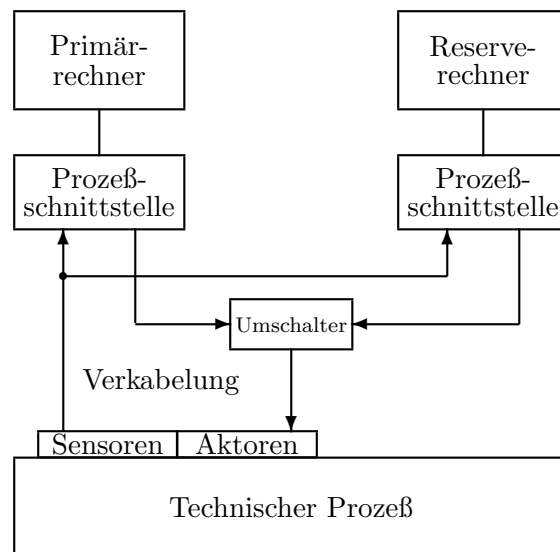 Primär-
rechner
Reserve-
rechner
Prozeß-
schnittstelle
Prozeß-
schnittstelle
Umschalter
Verkabelung
Sensoren
Aktoren
Technischer Prozeß